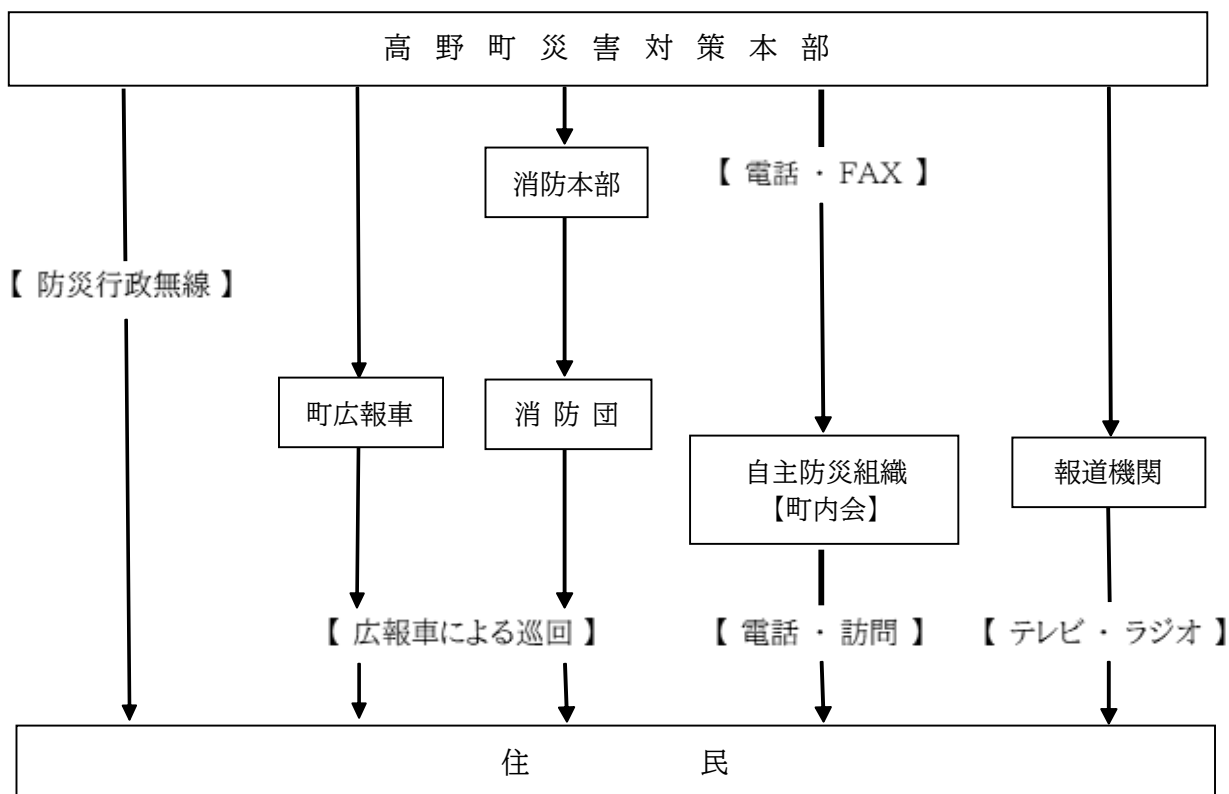 高野町災害対策本部
消防本部
【 電話 ・ FAX 】
【 防災行政無線 】
町広報車
消防団
自主防災組織
【町内会】
報道機関
【 広報車による巡回 】
【 電話 ・ 訪問 】
【 テレビ ・ ラジオ 】
住民